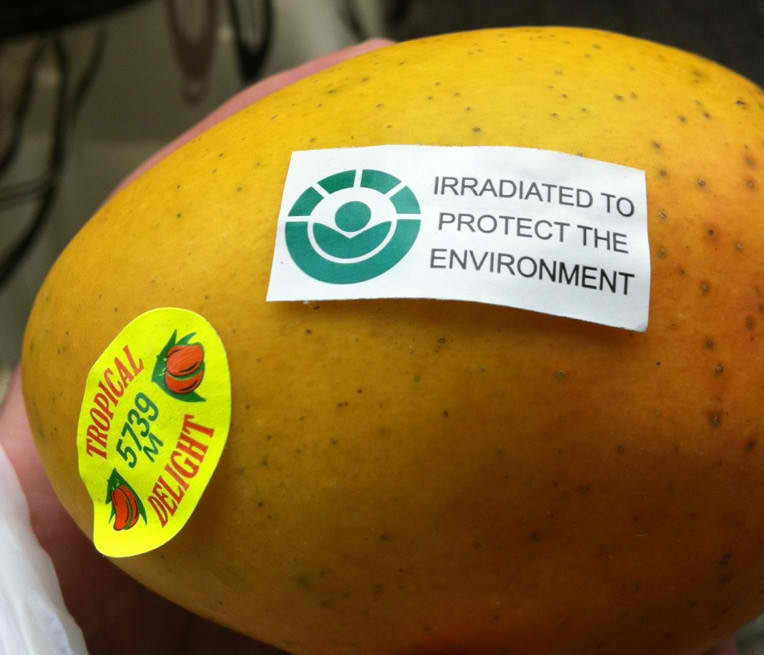 IRRADIATED TO
PROTECT THE
ENVIRONMENT
TROPICAL
5739
M
DELIGHT